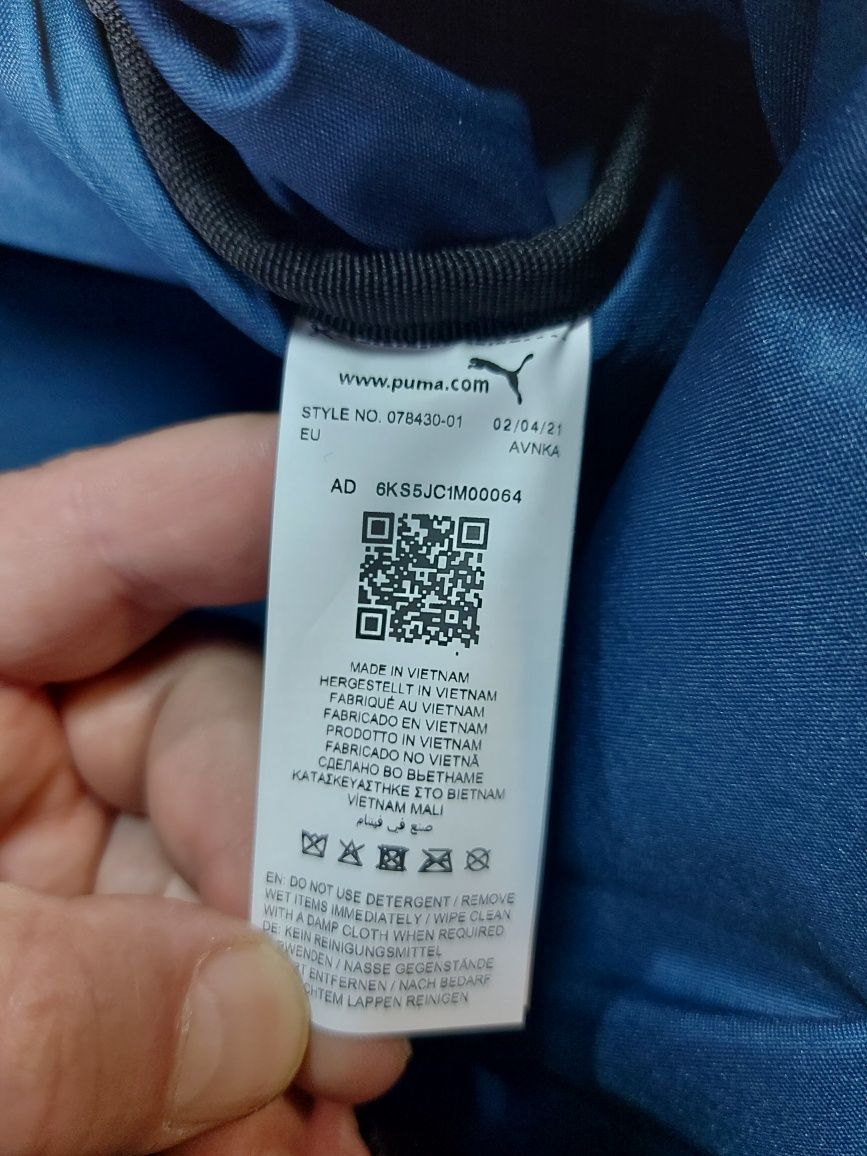 www.puma.com
STYLE NO. 078430-01 02/04/21
EU AVNKA
AD 6KS5JC1M00064
MADE IN VIETNAM
HERGESTELLT IN VIETNAM
FABRIQUÉ AU VIETNAM
FABRICADO EN VIETNAM
PRODOTTO IN VIETNAM
FABRICADO NO VIETNÃ
СДЕЛАНО ВО ВЬЕТНАМЕ
ΚΑΤΑΣΚΕΥΑΣΤΗΚΕ ΣΤΟ ΒΙΕΤΝΑΜ
VİETNAM MALI
صنع في فيتنام
EN: DO NOT USE DETERGENT / REMOVE
WET ITEMS IMMEDIATELY / WIPE CLEAN
WITH A DAMP CLOTH WHEN REQUIRED
DE: KEIN REINIGUNGSMITTEL
/ NASSE GEGENSTÄNDE
ENTFERNEN / NACH BEDARF
LAPPEN REINIGEN